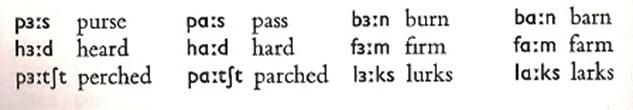 pɜːs purse pɑːs pass bɜːn burn bɑːn barn
hɜːd heard hɑːd hard fɜːm firm fɑːm farm
pɜːtʃt perched pɑːtʃt parched lɜːks lurks lɑːks larks